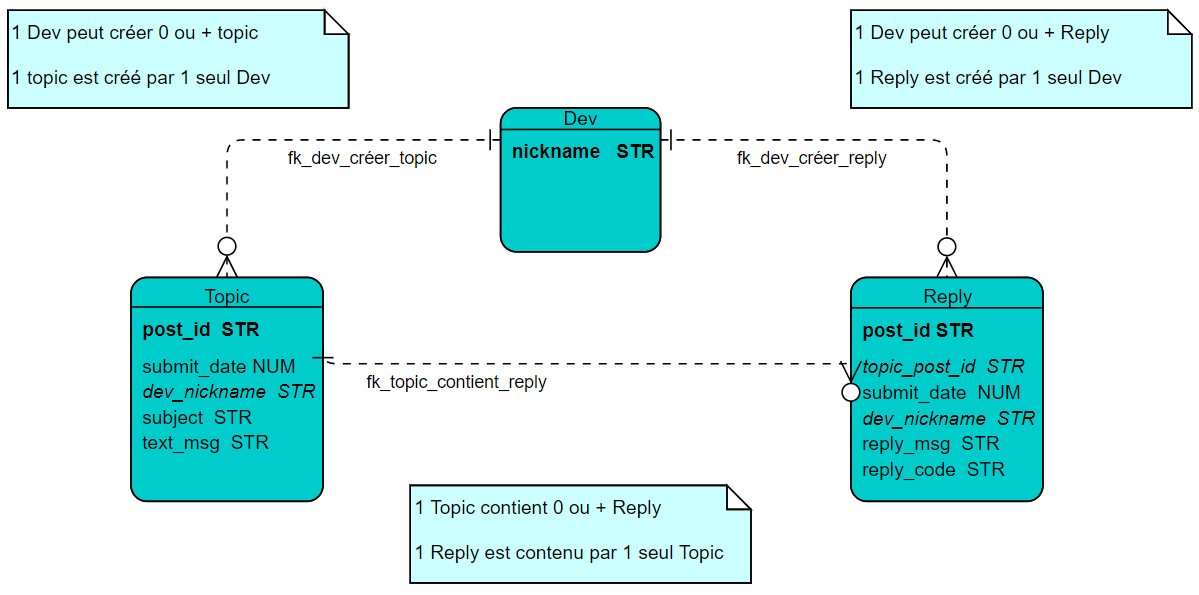 1 Dev peut créer 0 ou + topic
1 topic est créé par 1 seul Dev
1 Dev peut créer 0 ou + Reply
1 Reply est créé par 1 seul Dev
Dev
nickname STR
fk_dev_créer_topic
fk_dev_créer_reply
Topic
post_id STR
submit_date NUM
dev_nickname STR
subject STR
text_msg STR
fk_topic_contient_reply
Reply
post_id STR
topic_post_id STR
submit_date NUM
dev_nickname STR
reply_msg STR
reply_code STR
1 Topic contient 0 ou + Reply
1 Reply est contenu par 1 seul Topic